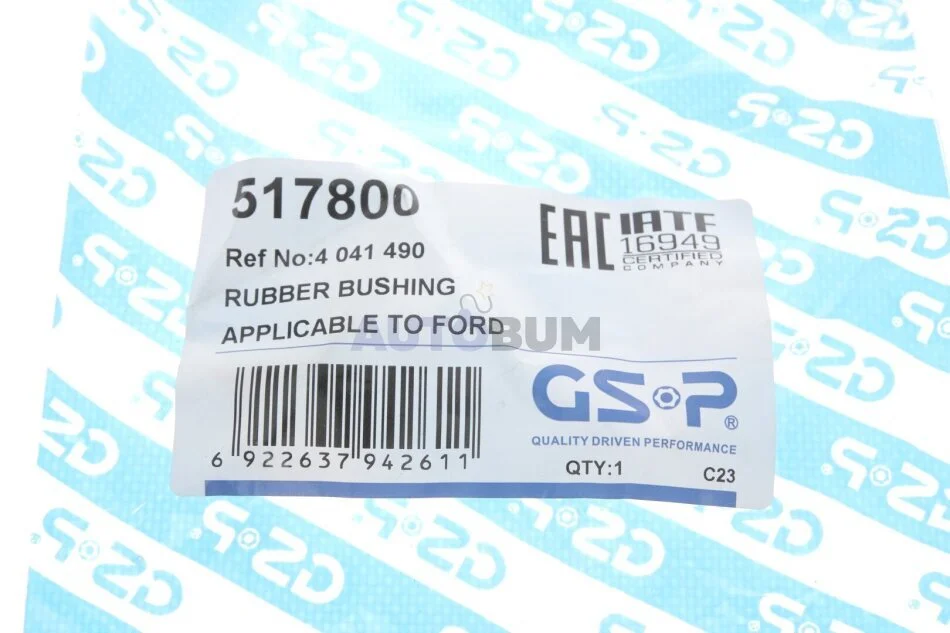 517800
Ref No:4 041 490
RUBBER BUSHING
APPLICABLE TO FORD
EAC
IATF
16949
CERTIFIED
COMPANY
AUTOBUM
6 922637 942611
GS·P®
QUALITY DRIVEN PERFORMANCE
QTY:1
C23